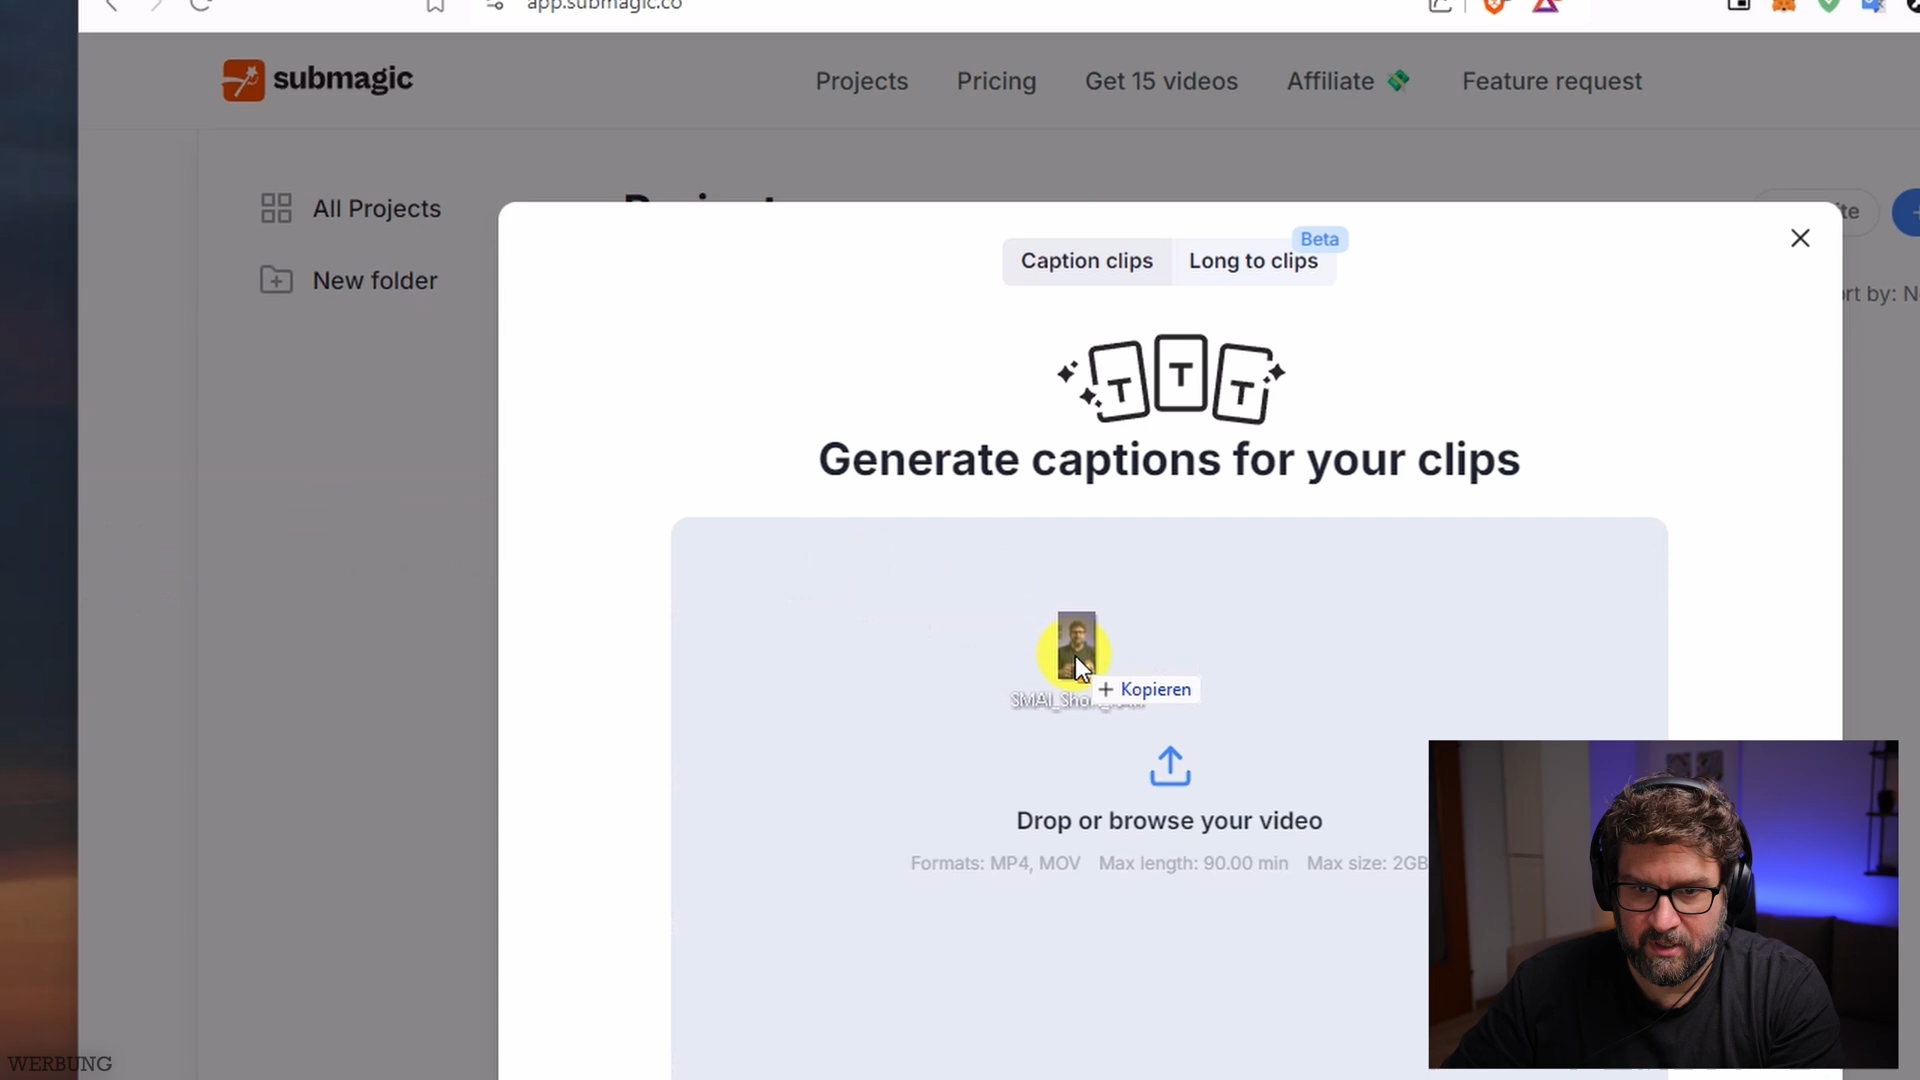 app.submagic.co
submagic
Projects
Pricing
Get 15 videos
Affiliate
Feature request
All Projects
New folder
Beta
Caption clips
Long to clips
T
T
T
Generate captions for your clips
Kopieren
Drop or browse your video
Formats: MP4, MOV Max length: 90.00 min Max size: 2GB
WERBUNG